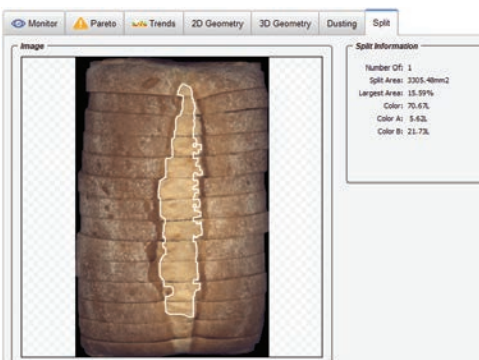 Monitor Pareto Trends 2D Geometry 3D Geometry Dusting Split
Image
Split Information
Number Of: 1
Split Area: 3305.48mm2
Largest Area: 15.59%
Color: 70.67L
Color A: 5.62L
Color B: 21.73L